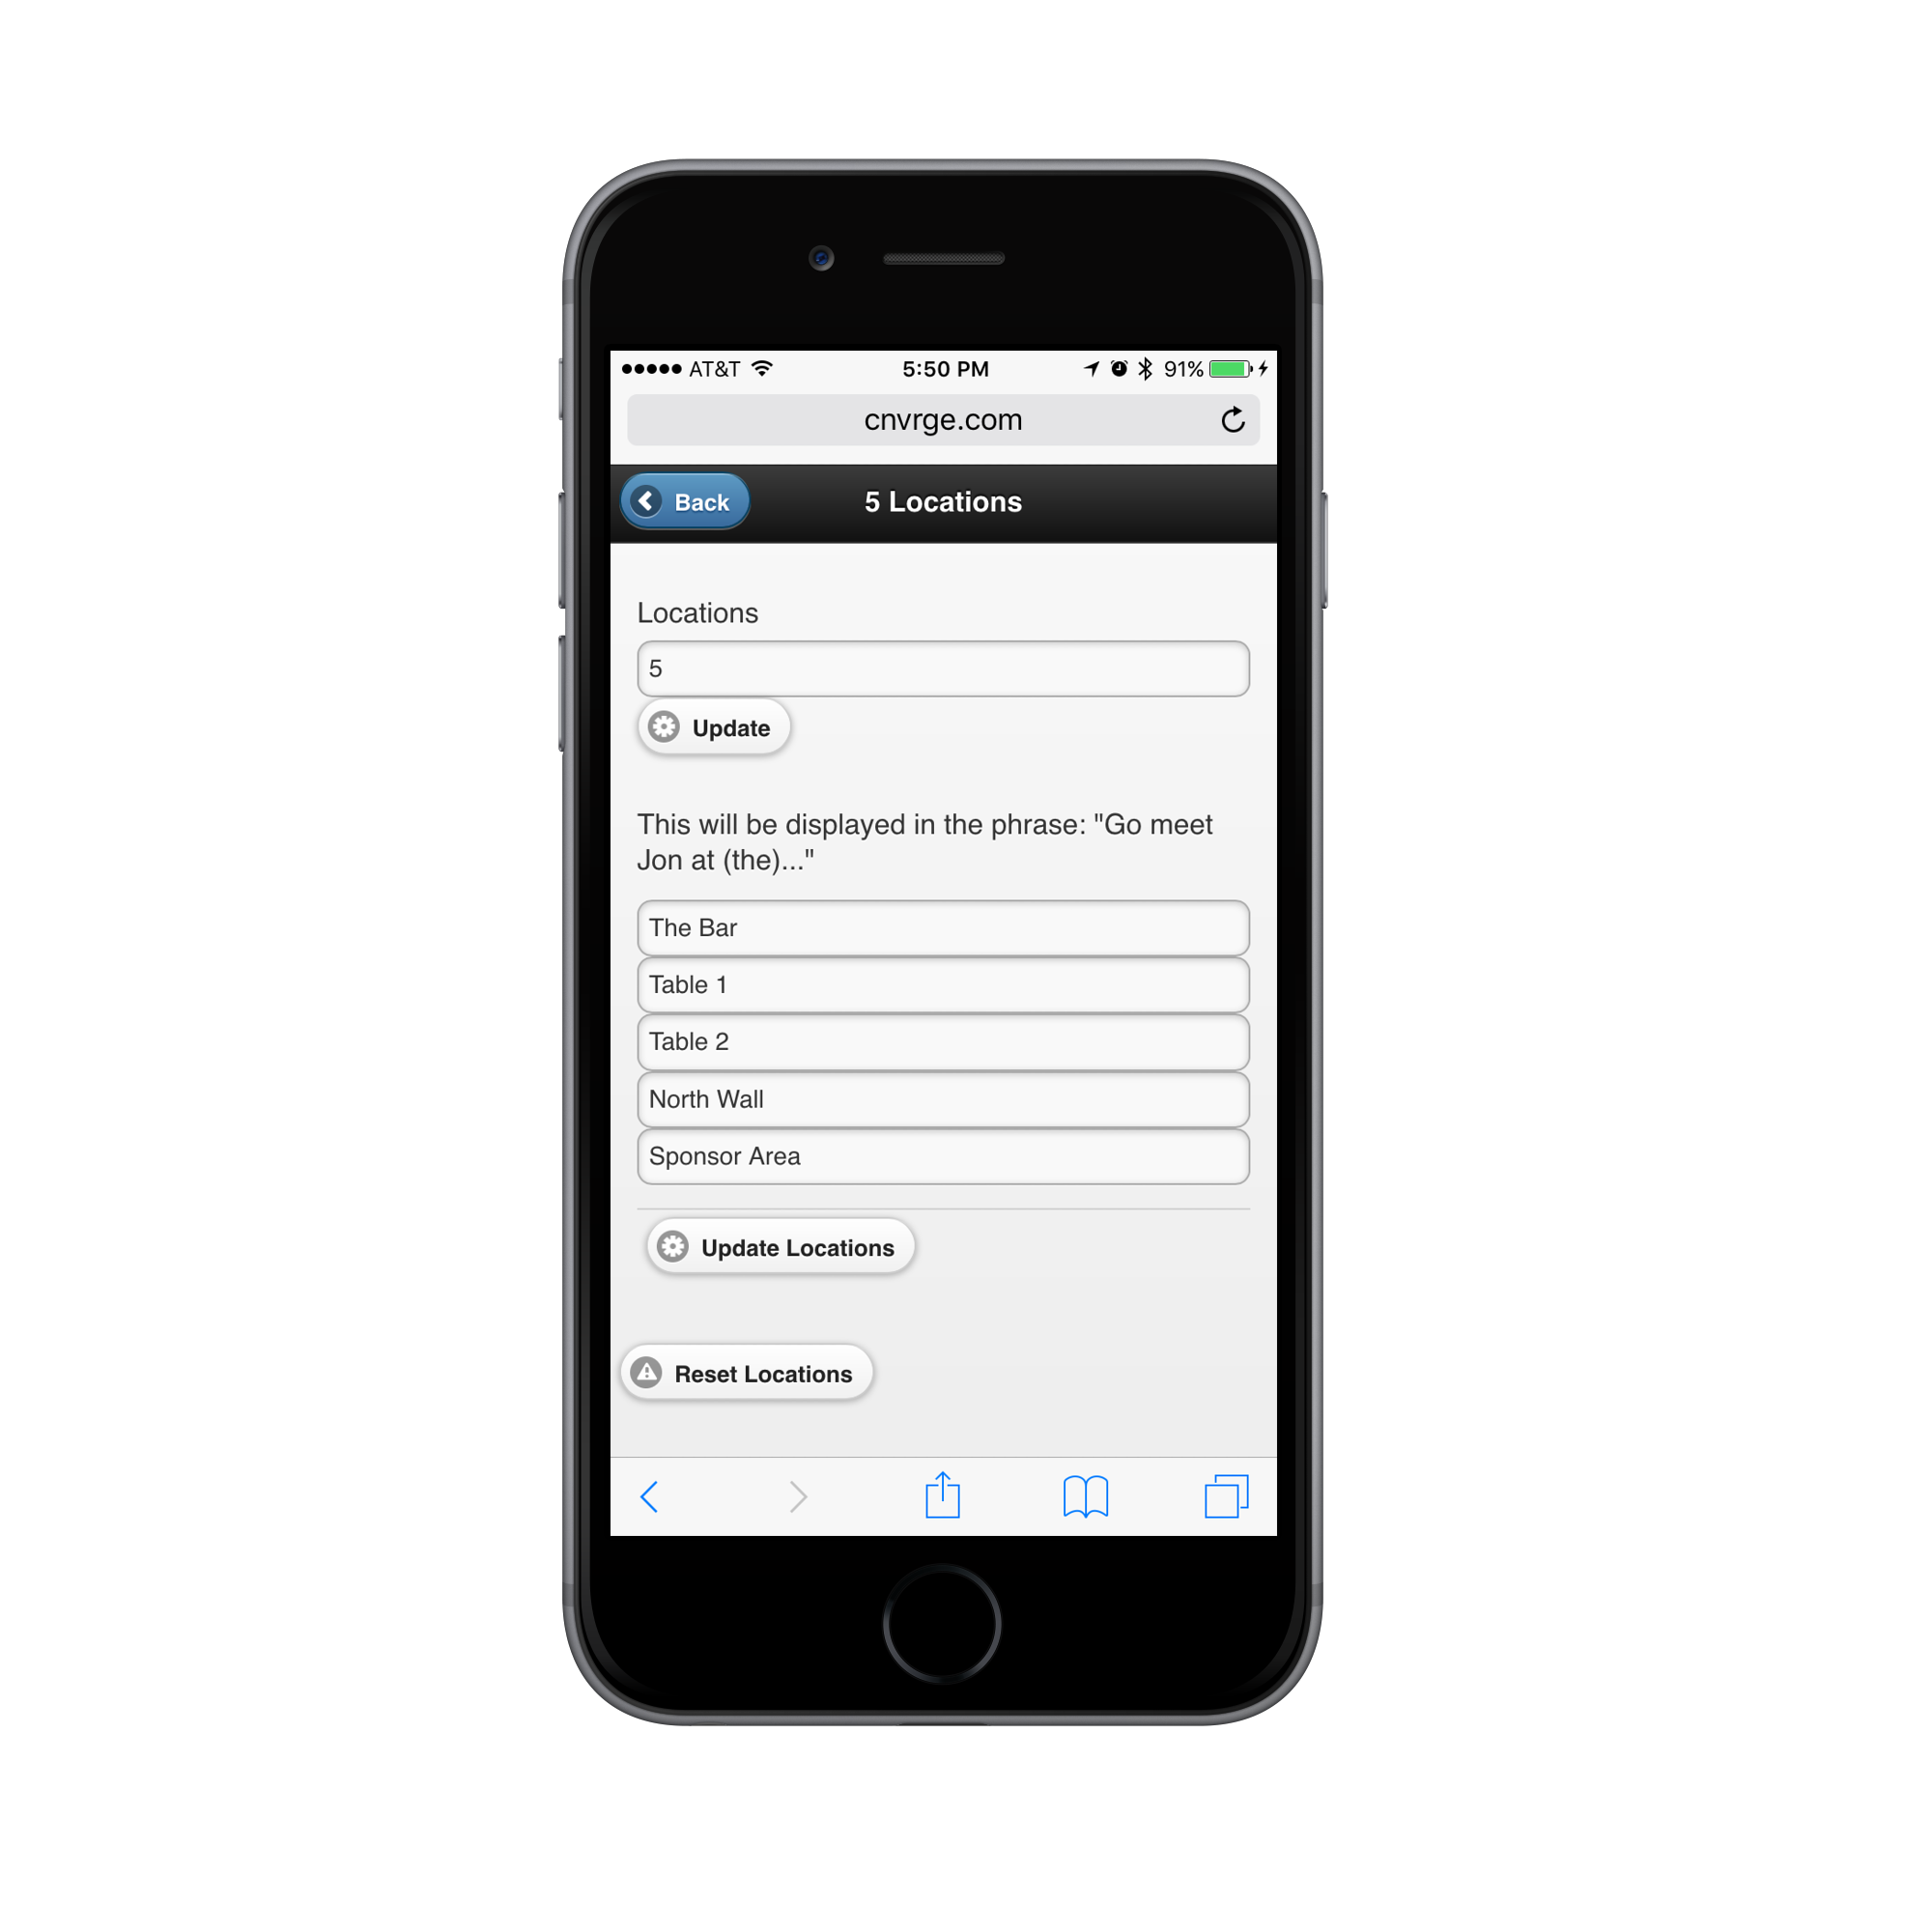 AT&T 5:50 PM 91%
cnvrge.com
Back 5 Locations
Locations
5
Update
This will be displayed in the phrase: "Go meet
Jon at (the)..."
The Bar
Table 1
Table 2
North Wall
Sponsor Area
Update Locations
Reset Locations